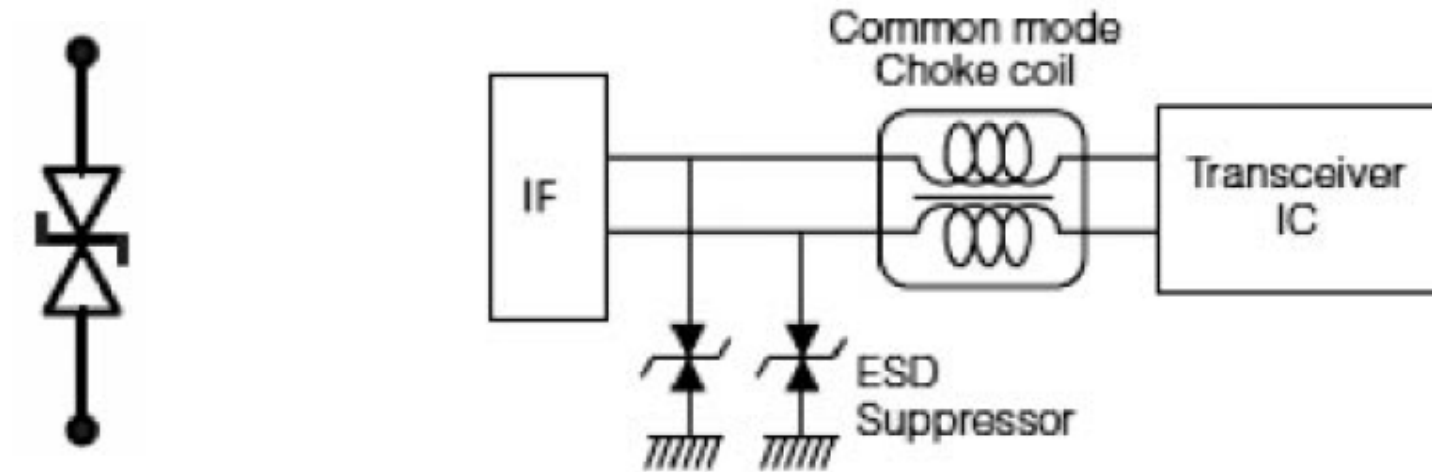 Common mode
Choke coil
IF
Transceiver
IC
ESD
Suppressor